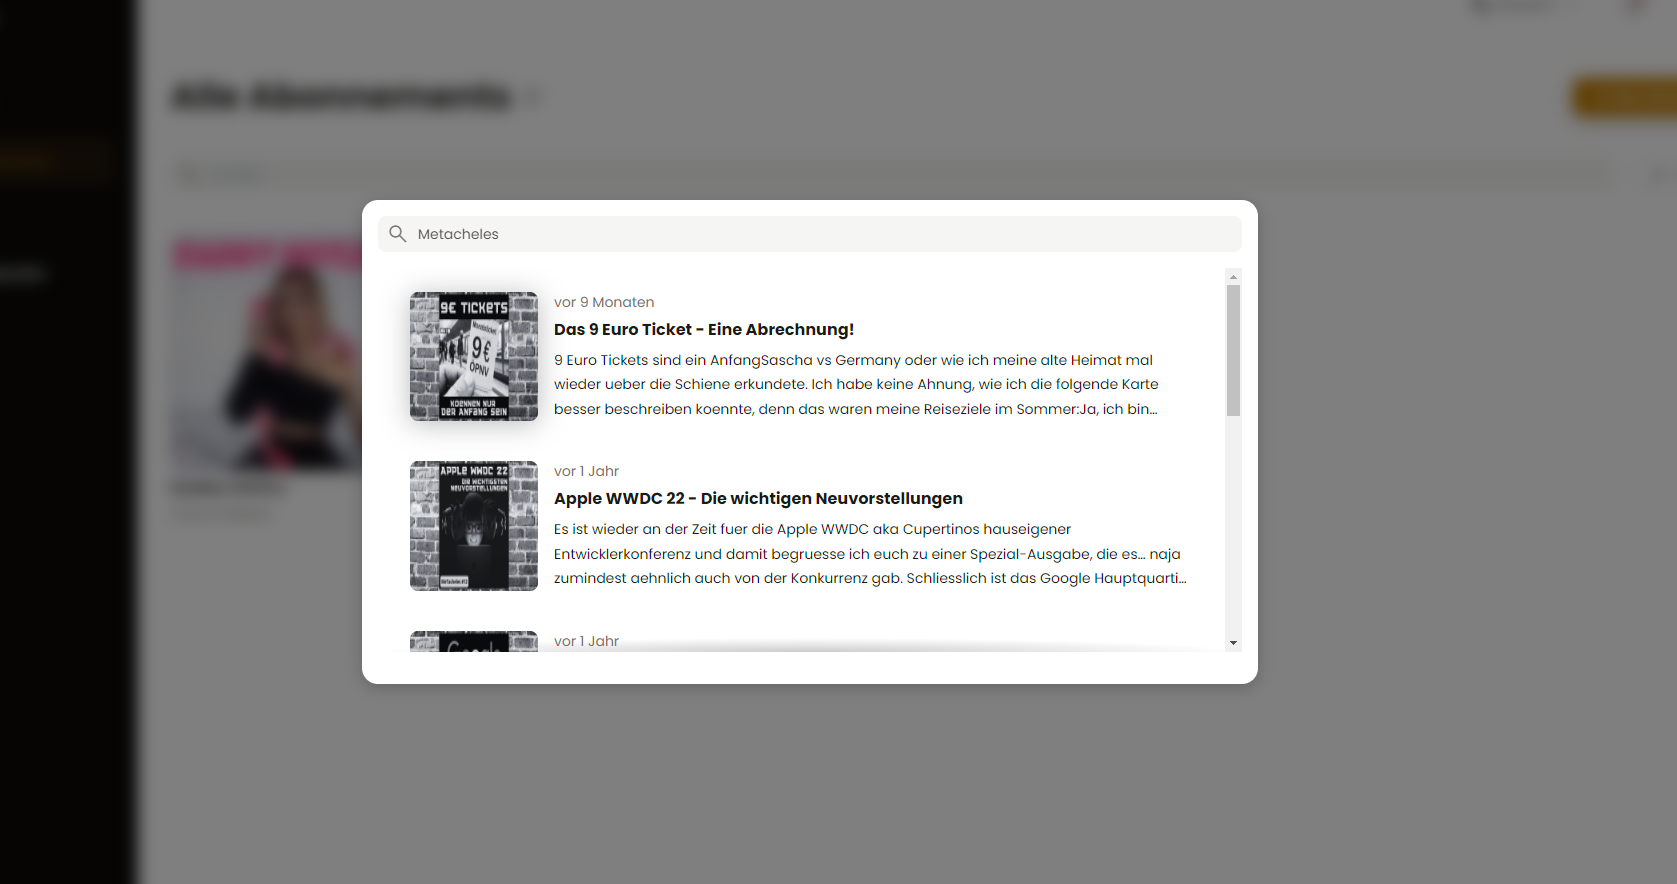 Alle Abonnements
Metacheles
9€ TICKETS
9€
ÖPNV
KOENNEN NUR
DER ANFANG SEIN
vor 9 Monaten
Das 9 Euro Ticket - Eine Abrechnung!
9 Euro Tickets sind ein AnfangSascha vs Germany oder wie ich meine alte Heimat mal
wieder ueber die Schiene erkundete. Ich habe keine Ahnung, wie ich die folgende Karte
besser beschreiben koennte, denn das waren meine Reiseziele im Sommer:Ja, ich bin...
APPLE WWDC 22
DIE WICHTIGSTEN
NEUVORSTELLUNGEN
vor 1 Jahr
Apple WWDC 22 - Die wichtigen Neuvorstellungen
Es ist wieder an der Zeit fuer die Apple WWDC aka Cupertinos hauseigener
Entwicklerkonferenz und damit begruesse ich euch zu einer Spezial-Ausgabe, die es... naja
zumindest aehnlich auch von der Konkurrenz gab. Schliesslich ist das Google Hauptquarti...
Google
vor 1 Jahr